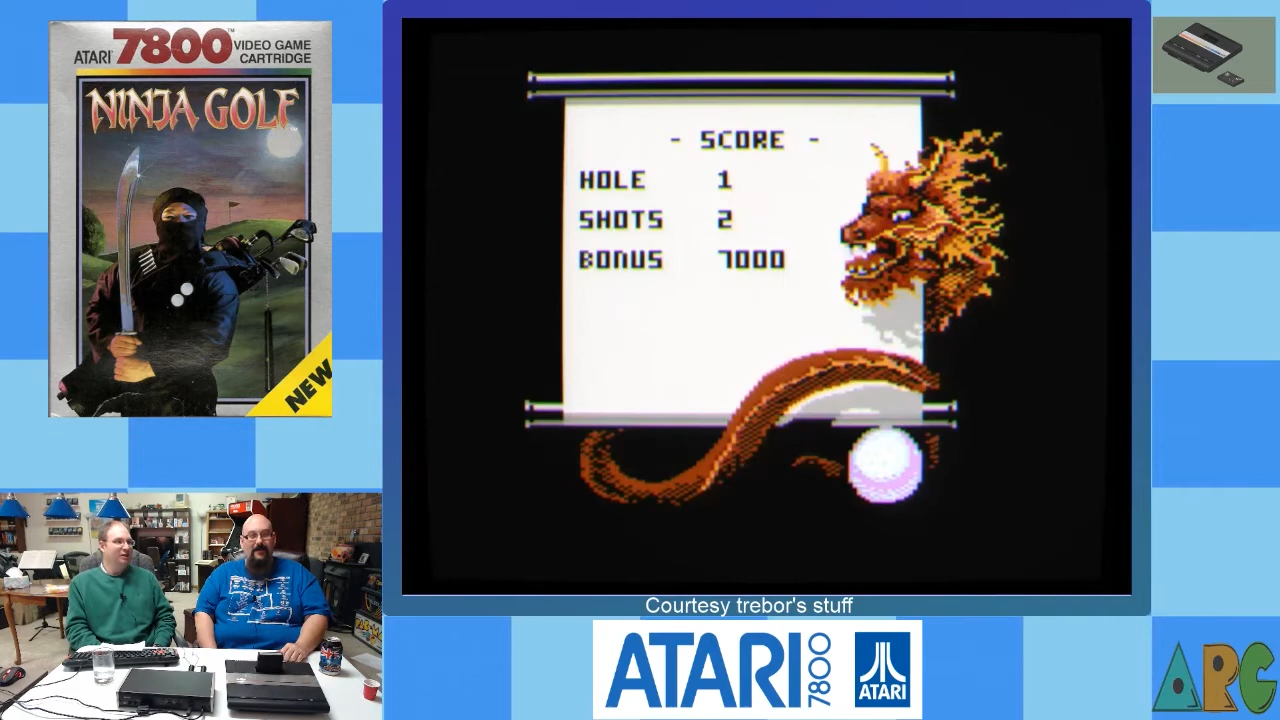 ATARI 7800™ VIDEO GAME
CARTRIDGE
NINJA GOLF
NEW
- SCORE -
HOLE 1
SHOTS 2
BONUS 7000
Courtesy trebor's stuff
ATARI 7800
ATARI
ARC